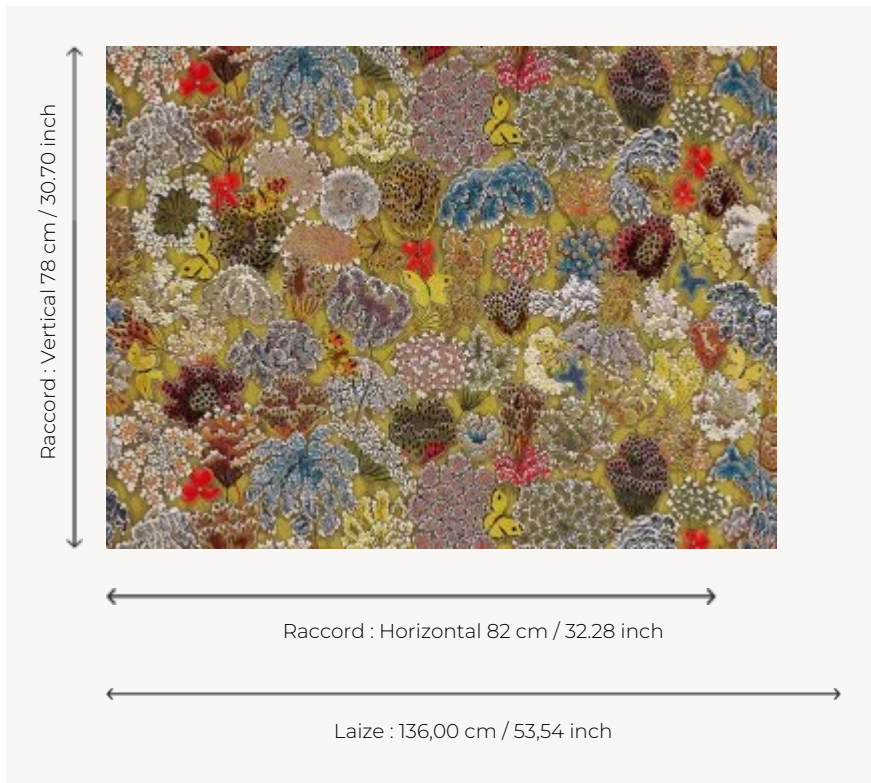 Raccord : Vertical 78 cm / 30.70 inch
Raccord : Horizontal 82 cm / 32.28 inch
Laize : 136,00 cm / 53,54 inch